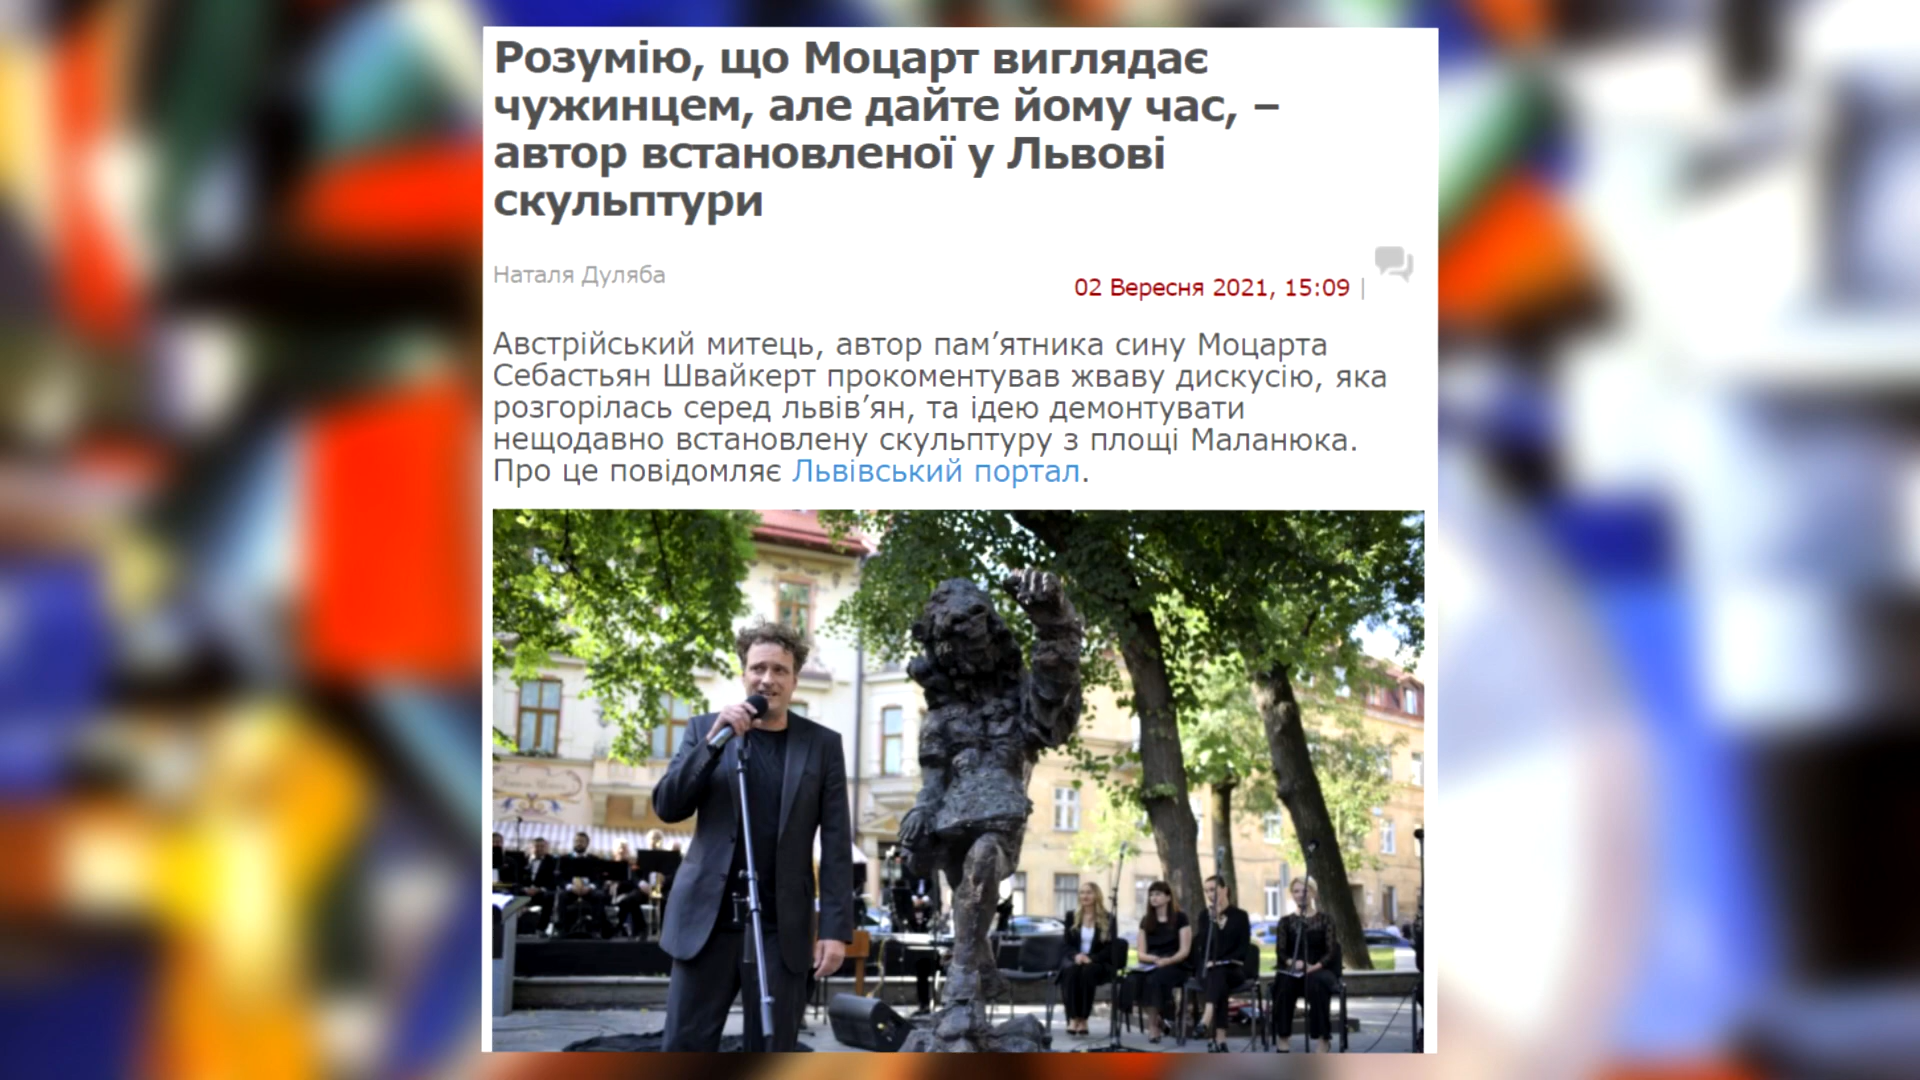 Розумію, що Моцарт виглядає
чужинцем, але дайте йому час, –
автор встановленої у Львові
скульптури
Наталя Дуляба
02 Вересня 2021, 15:09 |
Австрійський митець, автор пам’ятника сину Моцарта
Себастьян Швайкерт прокоментував жваву дискусію, яка
розгорілась серед львів’ян, та ідею демонтувати
нещодавно встановлену скульптуру з площі Маланюка.
Про це повідомляє Львівський портал.